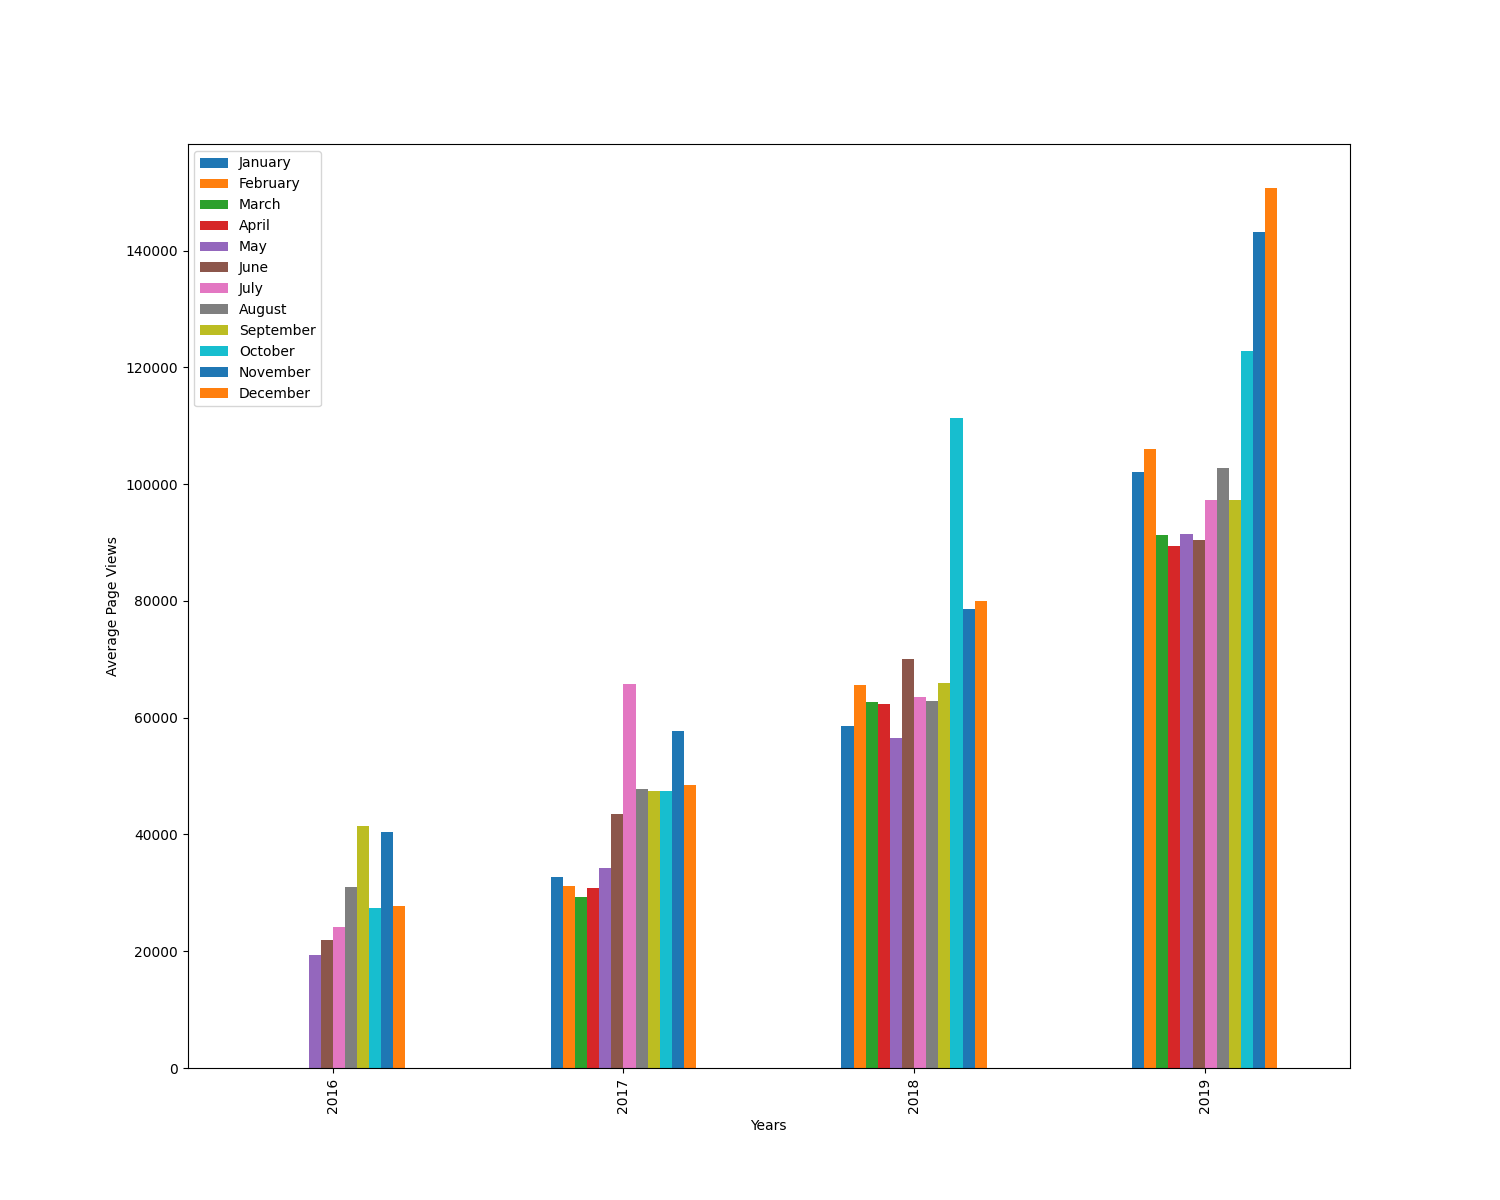 January
February
March
April
May
June
July
August
September
October
November
December
140000
120000
100000
80000
60000
40000
20000
0
Average Page Views
2016
2017
2018
2019
Years